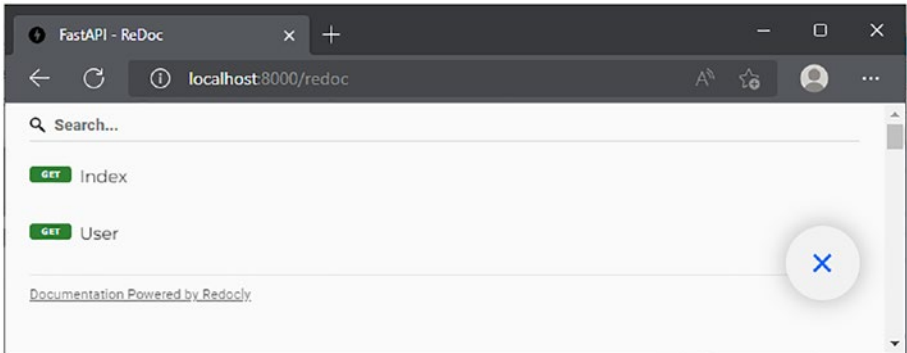 FastAPI - ReDoc
localhost:8000/redoc
Search...
GET Index
GET User
Documentation Powered by Redocly